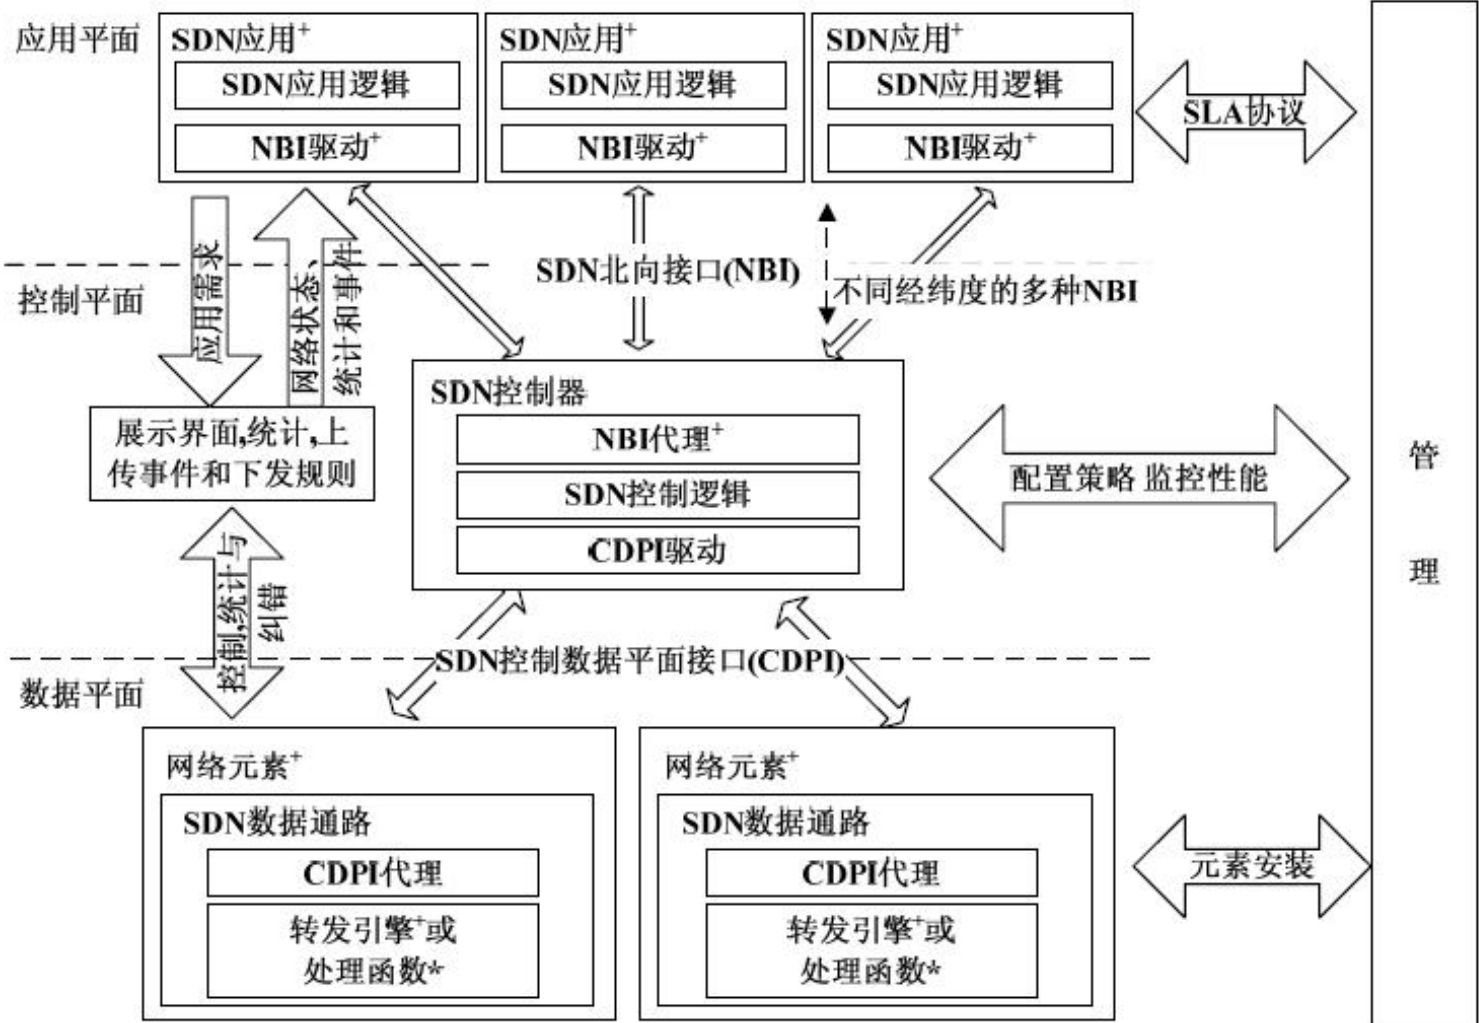 应用平面
SDN应用+
SDN应用逻辑
NBI驱动+
SDN应用+
SDN应用逻辑
NBI驱动+
SDN应用+
SDN应用逻辑
NBI驱动+
SLA协议
应用需求
网络状态、
统计和事件
SDN北向接口(NBI)
不同经纬度的多种NBI
控制平面
展示界面,统计,上
传事件和下发规则
SDN控制器
NBI代理+
SDN控制逻辑
CDPI驱动
配置策略 监控性能
管
理
控制,统计与
纠错
SDN控制数据平面接口(CDPI)
数据平面
网络元素+
SDN数据通路
CDPI代理
转发引擎+或
处理函数*
网络元素+
SDN数据通路
CDPI代理
转发引擎+或
处理函数*
元素安装